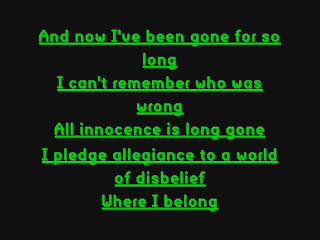 And now I've been gone for so
long
I can't remember who was
wrong
All innocence is long gone
I pledge allegiance to a world
of disbelief
Where I belong